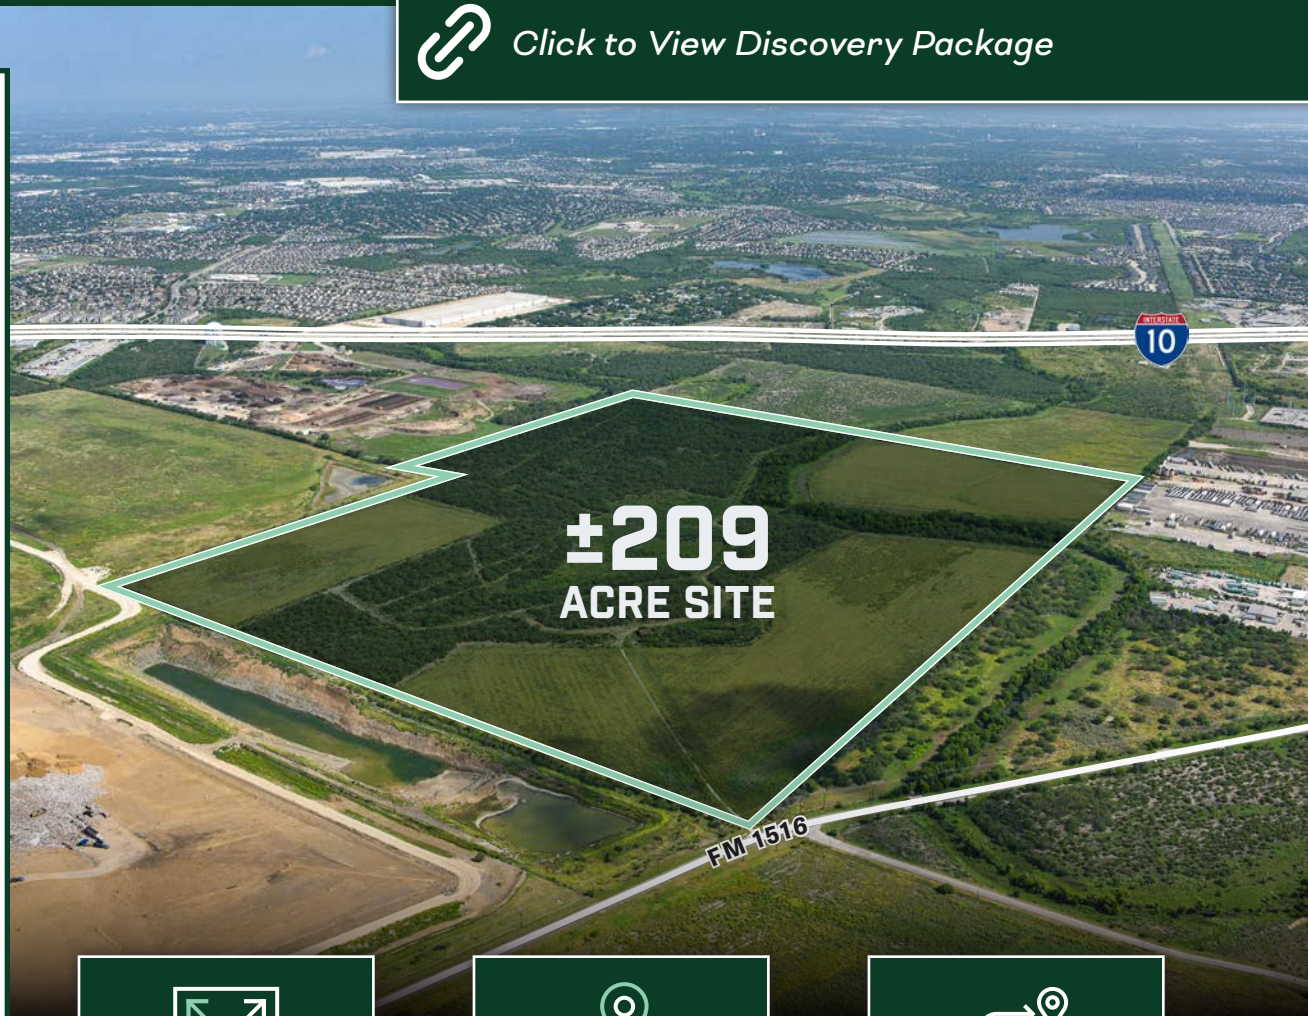 Click to View Discovery Package
INTERSTATE
10
±209
ACRE SITE
FM 1516